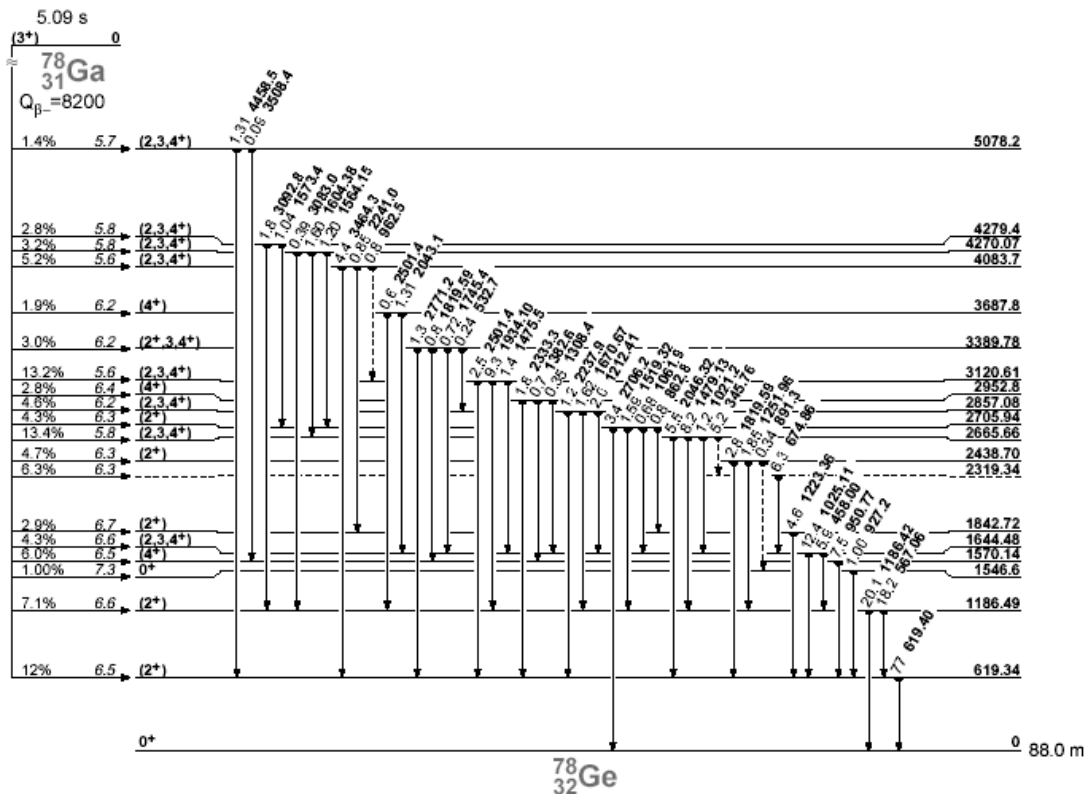 5.09 s
(3⁺) 0
≈
⁷⁸₃₁Ga
Qβ₋=8200
1.31 4458.5
0.09 3508.4
1.4% 5.7 (2,3,4⁺) 5078.2
1.8 3092.8
1.04 1573.4
0.39 3083.0
1.60 1604.38
1.20 1564.15
4.4 3464.3
0.85 2241.0
0.8 962.5
2.8% 5.8 (2,3,4⁺) 4279.4
3.2% 5.8 (2,3,4⁺) 4270.07
5.2% 5.6 (2,3,4⁺) 4083.7
0.6 2501.4
1.31 2043.1
1.9% 6.2 (4⁺) 3687.8
1.3 2771.2
0.8 1819.59
0.72 1745.4
0.24 532.7
3.0% 6.2 (2⁺,3,4⁺) 3389.78
2.5 2501.4
9.3 1934.10
1.4 1475.5
13.2% 5.6 (2,3,4⁺) 3120.61
1.8 2333.3
0.7 1382.6
0.35 1308.4
2.8% 6.4 (4⁺) 2952.8
1.2 2237.9
1.62 1670.67
2.0 1212.41
4.6% 6.2 (2,3,4⁺) 2857.08
3.4 2706.2
1.59 1519.32
0.68 1061.9
0.8 862.8
4.3% 6.3 (2⁺) 2705.94
5.5 2046.32
8.2 1479.13
1.2 1021.2
5.2 345.16
13.4% 5.8 (2,3,4⁺) 2665.66
2.8 1819.59
1.85 1251.96
0.34 891.3
4.7% 6.3 (2⁺) 2438.70
6.3 674.86
6.3% 6.3 2319.34
4.6 1223.36
2.9% 6.7 (2⁺) 1842.72
12.4 1025.11
5.9 458.00
4.3% 6.6 (2,3,4⁺) 1644.48
7.5 950.77
6.0% 6.5 (4⁺) 1570.14
1.00 927.2
1.00% 7.3 0⁺ 1546.6
20.1 1186.42
18.2 567.06
7.1% 6.6 (2⁺) 1186.49
77 619.40
12% 6.5 (2⁺) 619.34
0⁺ 0 88.0 m
⁷⁸₃₂Ge